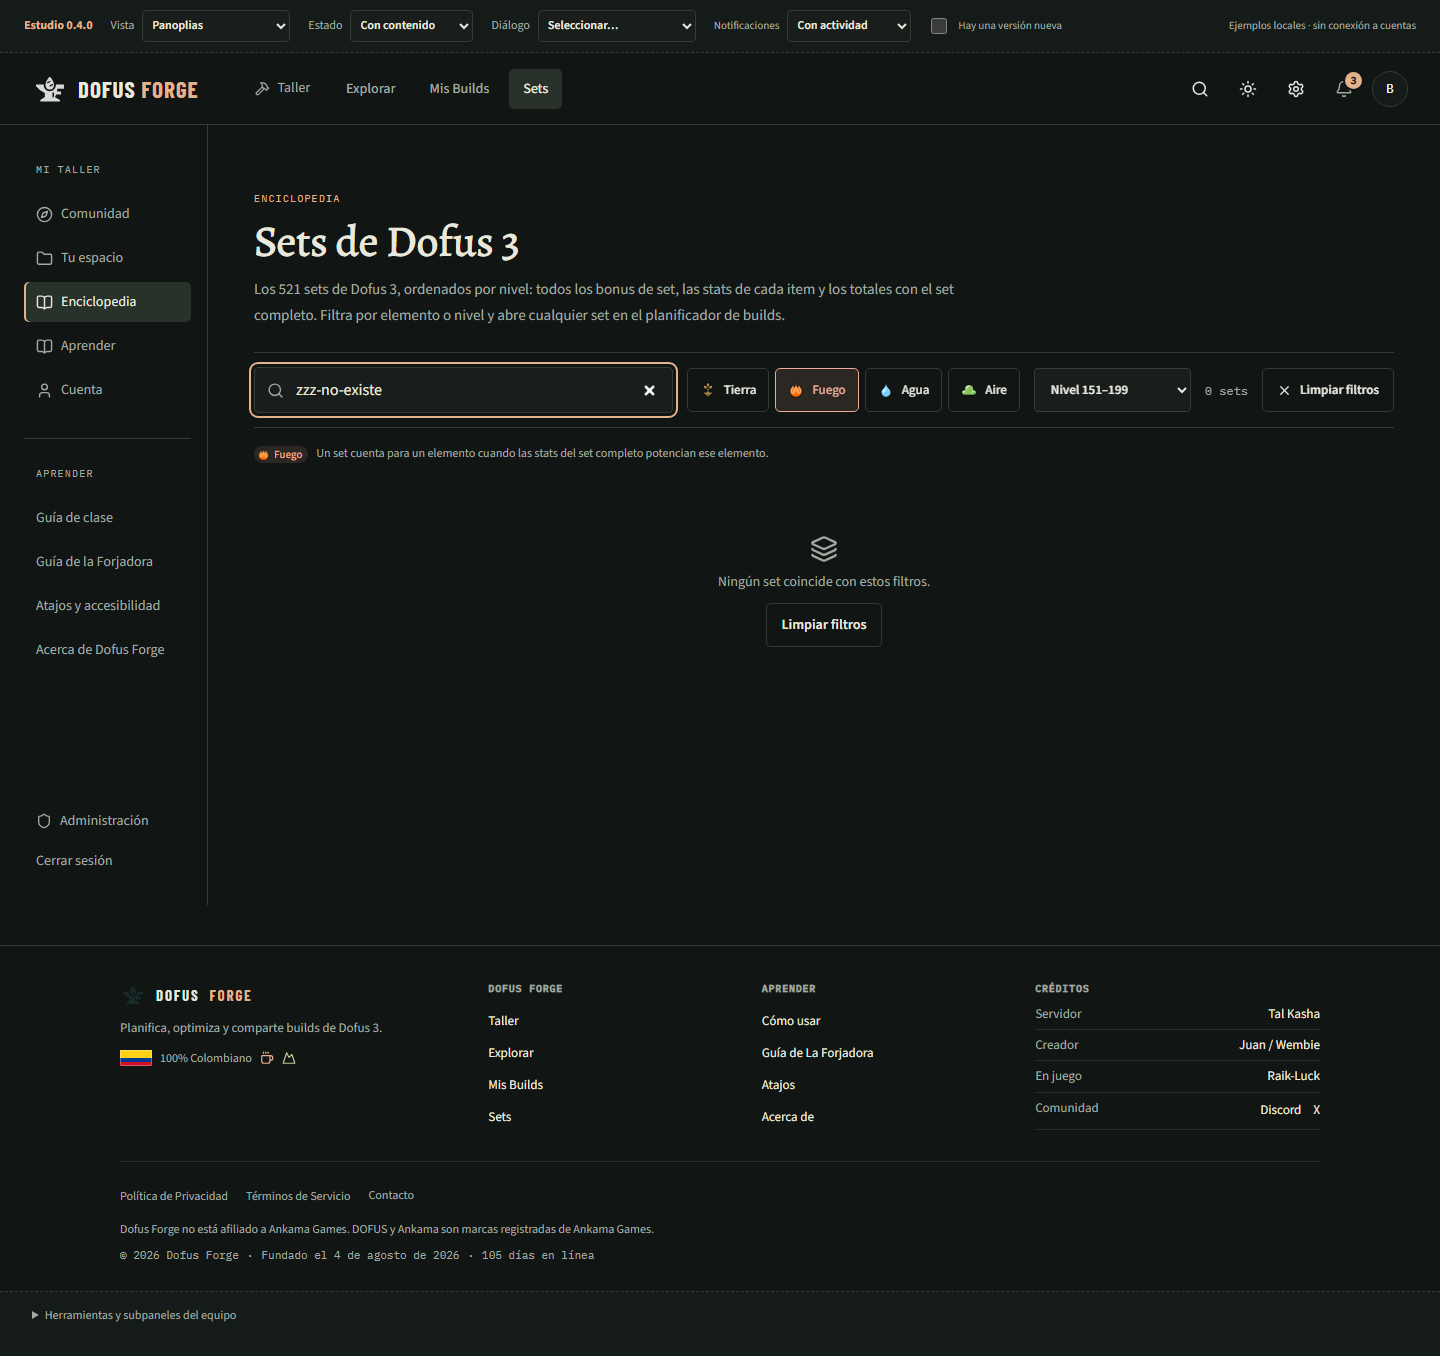 Estudio 0.4.0 Vista Panoplias Estado Con contenido Diálogo Seleccionar... Notificaciones Con actividad Hay una versión nueva Ejemplos locales · sin conexión a cuentas
DOFUS FORGE Taller Explorar Mis Builds Sets 3 B
MI TALLER
Comunidad
Tu espacio
Enciclopedia
Aprender
Cuenta
APRENDER
Guía de clase
Guía de la Forjadora
Atajos y accesibilidad
Acerca de Dofus Forge
Administración
Cerrar sesión
ENCICLOPEDIA
Sets de Dofus 3
Los 521 sets de Dofus 3, ordenados por nivel: todos los bonus de set, las stats de cada item y los totales con el set
completo. Filtra por elemento o nivel y abre cualquier set en el planificador de builds.
zzz-no-existe Tierra Fuego Agua Aire Nivel 151–199 0 sets Limpiar filtros
Fuego Un set cuenta para un elemento cuando las stats del set completo potencian ese elemento.
Ningún set coincide con estos filtros.
Limpiar filtros
DOFUS FORGE
Planifica, optimiza y comparte builds de Dofus 3.
100% Colombiano
DOFUS FORGE
Taller
Explorar
Mis Builds
Sets
APRENDER
Cómo usar
Guía de La Forjadora
Atajos
Acerca de
CRÉDITOS
Servidor Tal Kasha
Creador Juan / Wembie
En juego Raik-Luck
Comunidad Discord X
Política de Privacidad Términos de Servicio Contacto
Dofus Forge no está afiliado a Ankama Games. DOFUS y Ankama son marcas registradas de Ankama Games.
© 2026 Dofus Forge · Fundado el 4 de agosto de 2026 · 105 días en línea
Herramientas y subpaneles del equipo